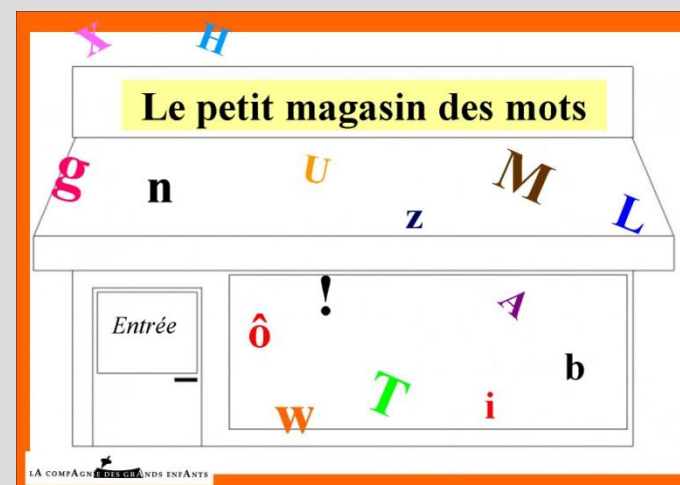 X H
Le petit magasin des mots
g n U z M L
Entrée
ô ! A
w T i b
LA COMPAGNIE DES GRANDS ENFANTS